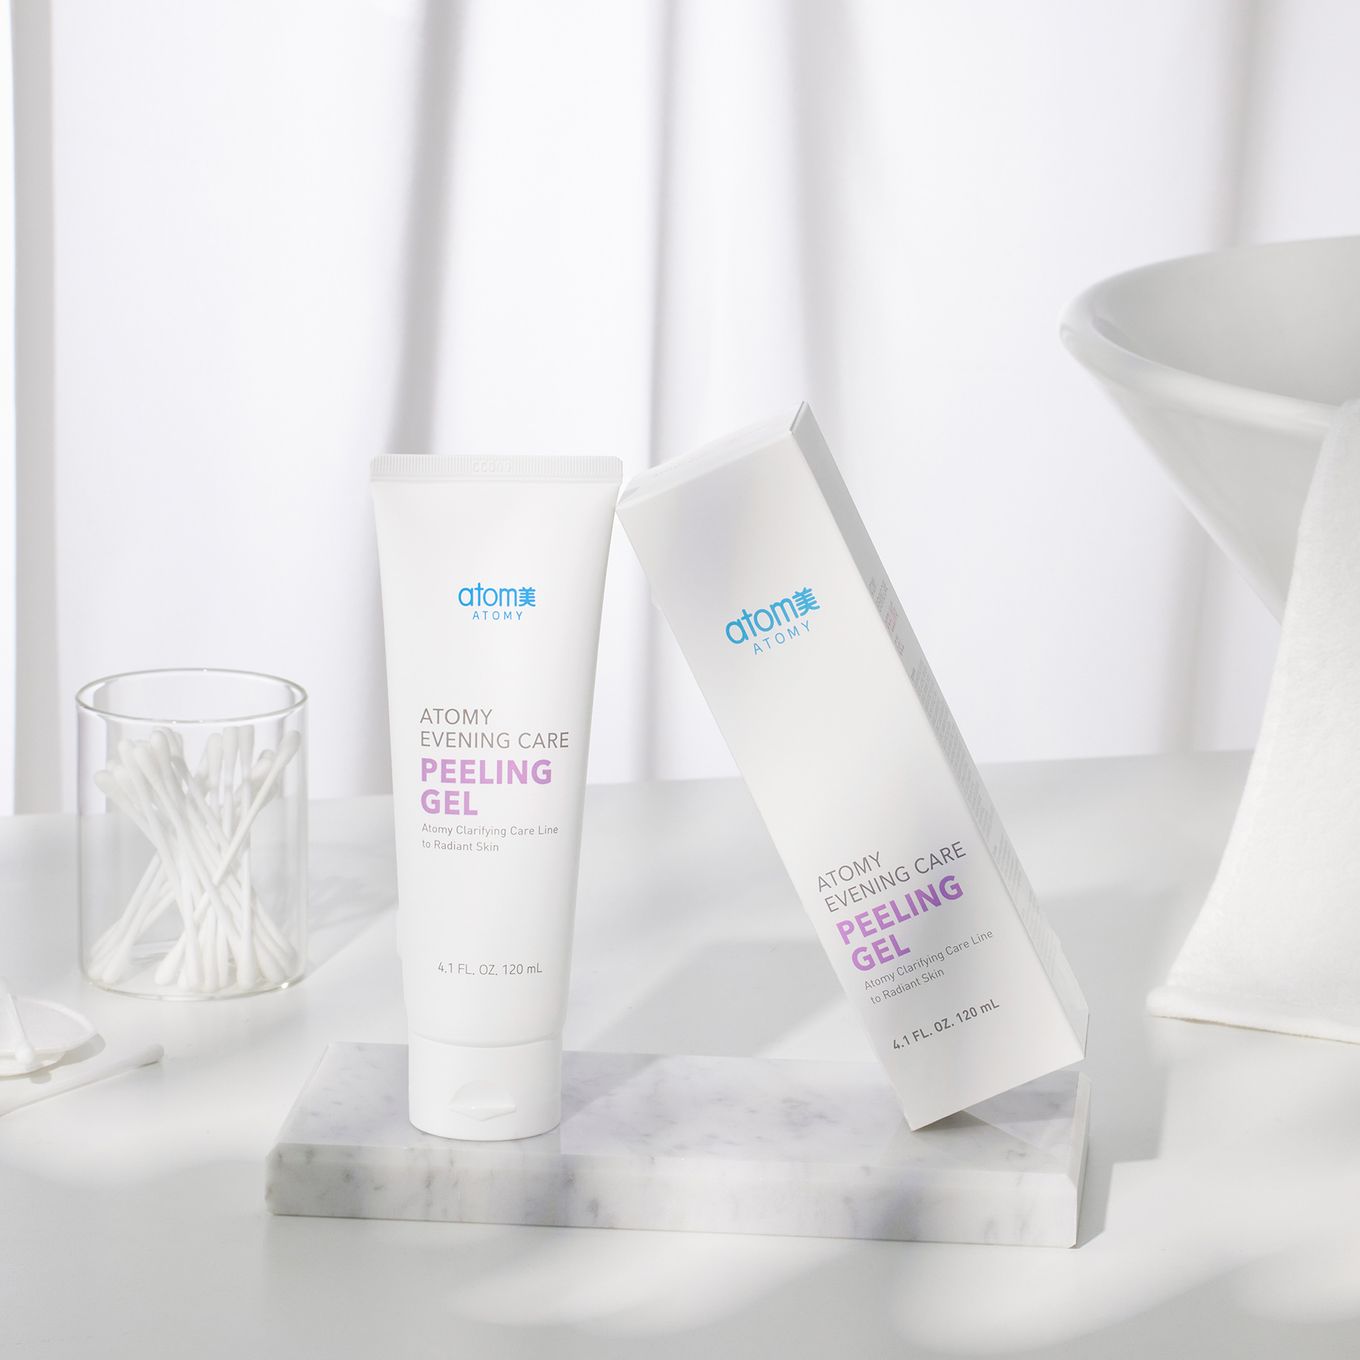 atom美
ATOMY
ATOMY
EVENING CARE
PEELING
GEL
Atomy Clarifying Care Line
to Radiant Skin
4.1 FL. OZ. 120 mL
atom美
ATOMY
ATOMY
EVENING CARE
PEELING
GEL
Atomy Clarifying Care Line
to Radiant Skin
4.1 FL. OZ. 120 mL